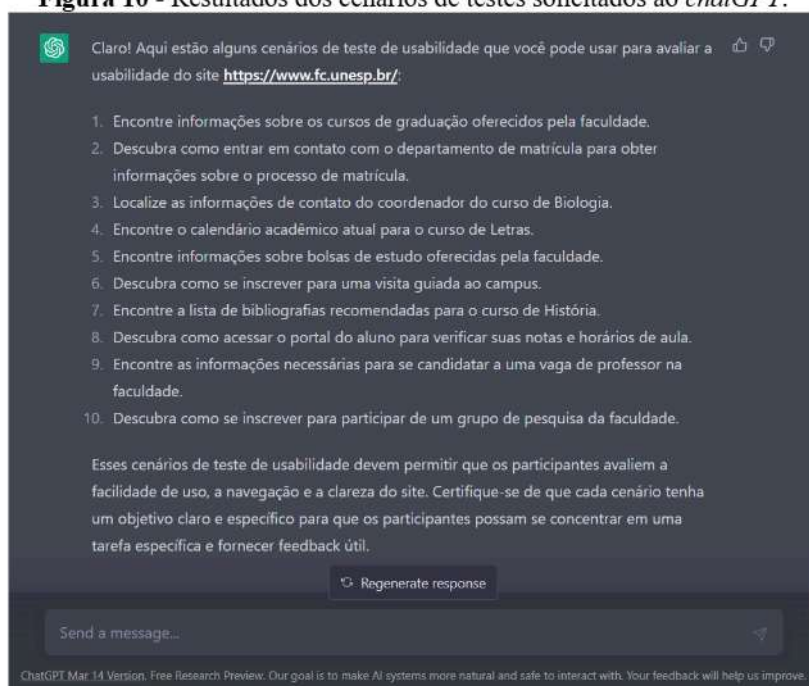 Figura 10 - Resultados dos cenários de testes solicitados ao chatGPT.
Claro! Aqui estão alguns cenários de teste de usabilidade que você pode usar para avaliar a
usabilidade do site https://www.fc.unesp.br/:
1. Encontre informações sobre os cursos de graduação oferecidos pela faculdade.
2. Descubra como entrar em contato com o departamento de matrícula para obter
informações sobre o processo de matrícula.
3. Localize as informações de contato do coordenador do curso de Biologia.
4. Encontre o calendário acadêmico atual para o curso de Letras.
5. Encontre informações sobre bolsas de estudo oferecidas pela faculdade.
6. Descubra como se inscrever para uma visita guiada ao campus.
7. Encontre a lista de bibliografias recomendadas para o curso de História.
8. Descubra como acessar o portal do aluno para verificar suas notas e horários de aula.
9. Encontre as informações necessárias para se candidatar a uma vaga de professor na
faculdade.
10. Descubra como se inscrever para participar de um grupo de pesquisa da faculdade.
Esses cenários de teste de usabilidade devem permitir que os participantes avaliem a
facilidade de uso, a navegação e a clareza do site. Certifique-se de que cada cenário tenha
um objetivo claro e específico para que os participantes possam se concentrar em uma
tarefa específica e fornecer feedback útil.
Regenerate response
Send a message...
ChatGPT Mar 14 Version. Free Research Preview. Our goal is to make AI systems more natural and safe to interact with. Your feedback will help us improve.